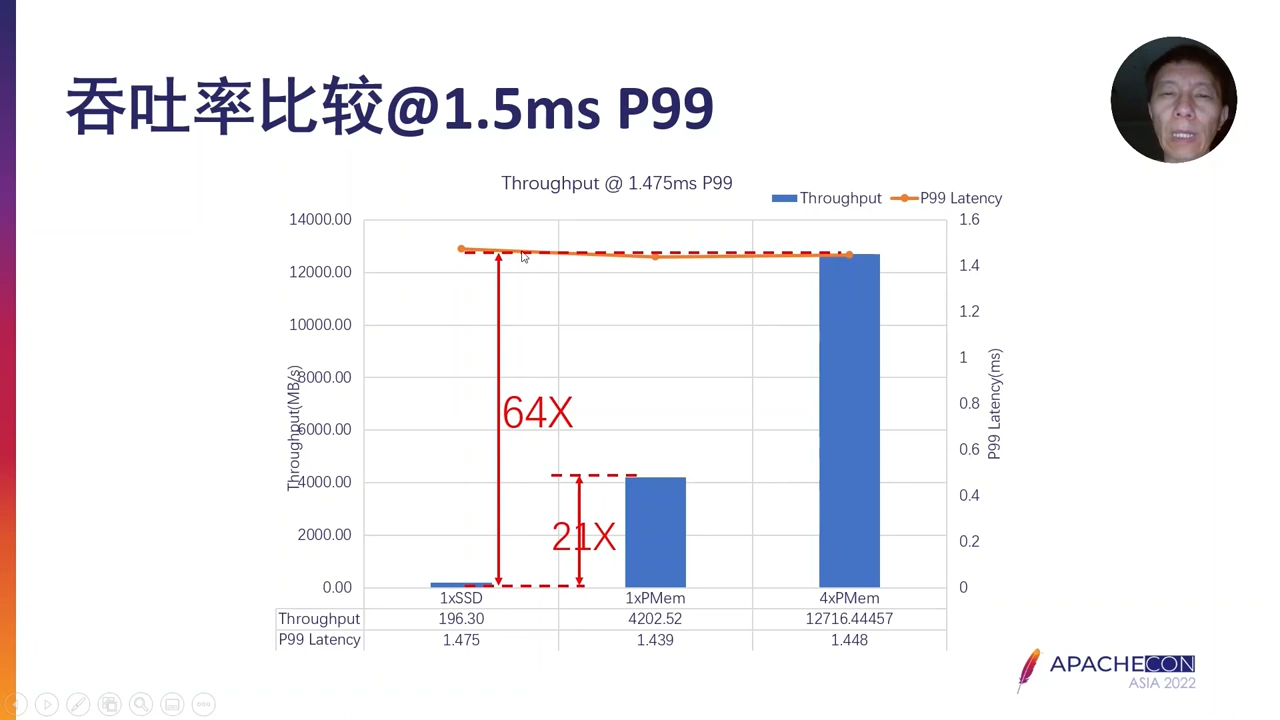 吞吐率比较@1.5ms P99
Throughput @ 1.475ms P99
Throughput
P99 Latency
14000.00
12000.00
10000.00
8000.00
6000.00
4000.00
2000.00
0.00
Throughput(MB/s)
64X
21X
1.6
1.4
1.2
1
0.8
0.6
0.4
0.2
0
P99 Latency(ms)
1xSSD 1xPMem 4xPMem
Throughput 196.30 4202.52 12716.44457
P99 Latency 1.475 1.439 1.448
APACHECON
ASIA 2022